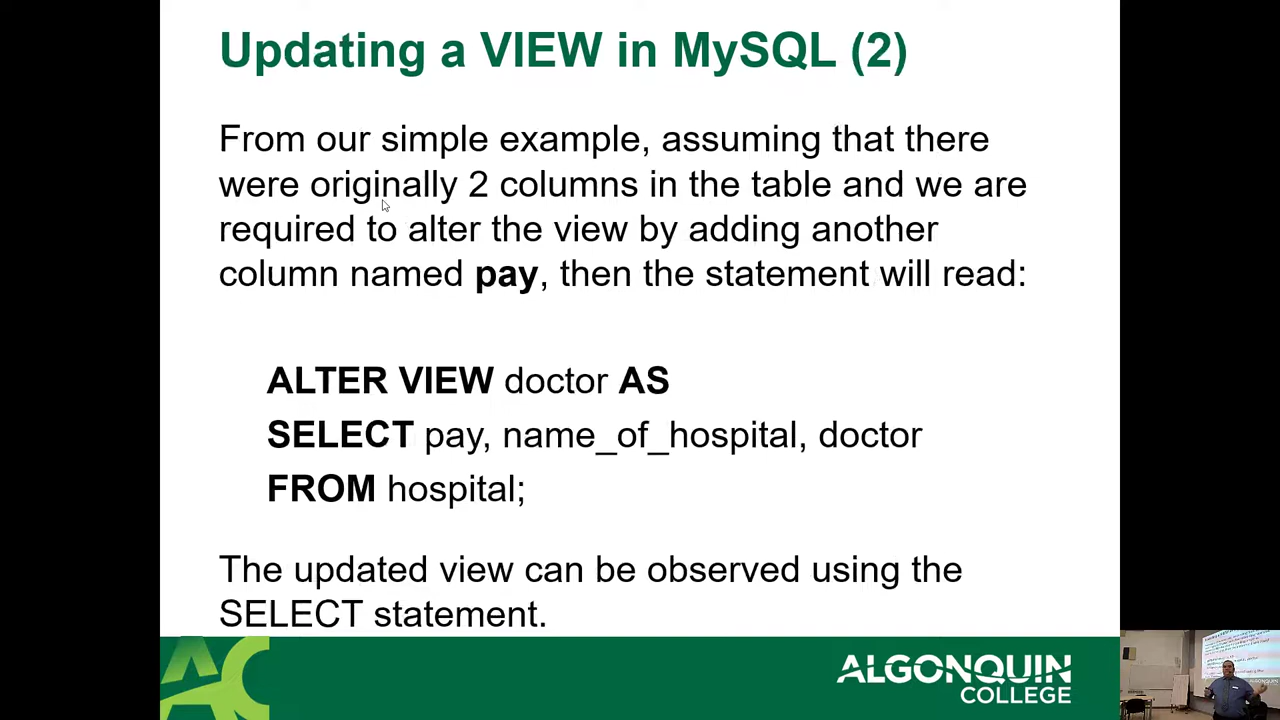 Updating a VIEW in MySQL (2)
From our simple example, assuming that there
were originally 2 columns in the table and we are
required to alter the view by adding another
column named pay, then the statement will read:
ALTER VIEW doctor AS
SELECT pay, name_of_hospital, doctor
FROM hospital;
The updated view can be observed using the
SELECT statement.
AC
ALGONQUIN
COLLEGE